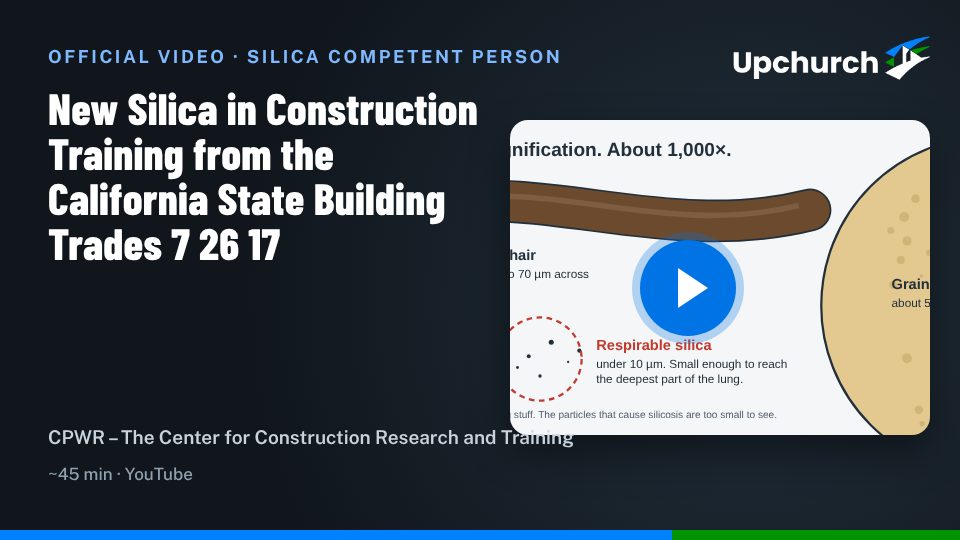 OFFICIAL VIDEO · SILICA COMPETENT PERSON
Upchurch
New Silica in Construction
Training from the
California State Building
Trades 7 26 17
nification. About 1,000×.
hair
70 µm across
Grain
about 5
Respirable silica
under 10 µm. Small enough to reach
the deepest part of the lung.
stuff. The particles that cause silicosis are too small to see.
CPWR – The Center for Construction Research and Training
~45 min · YouTube